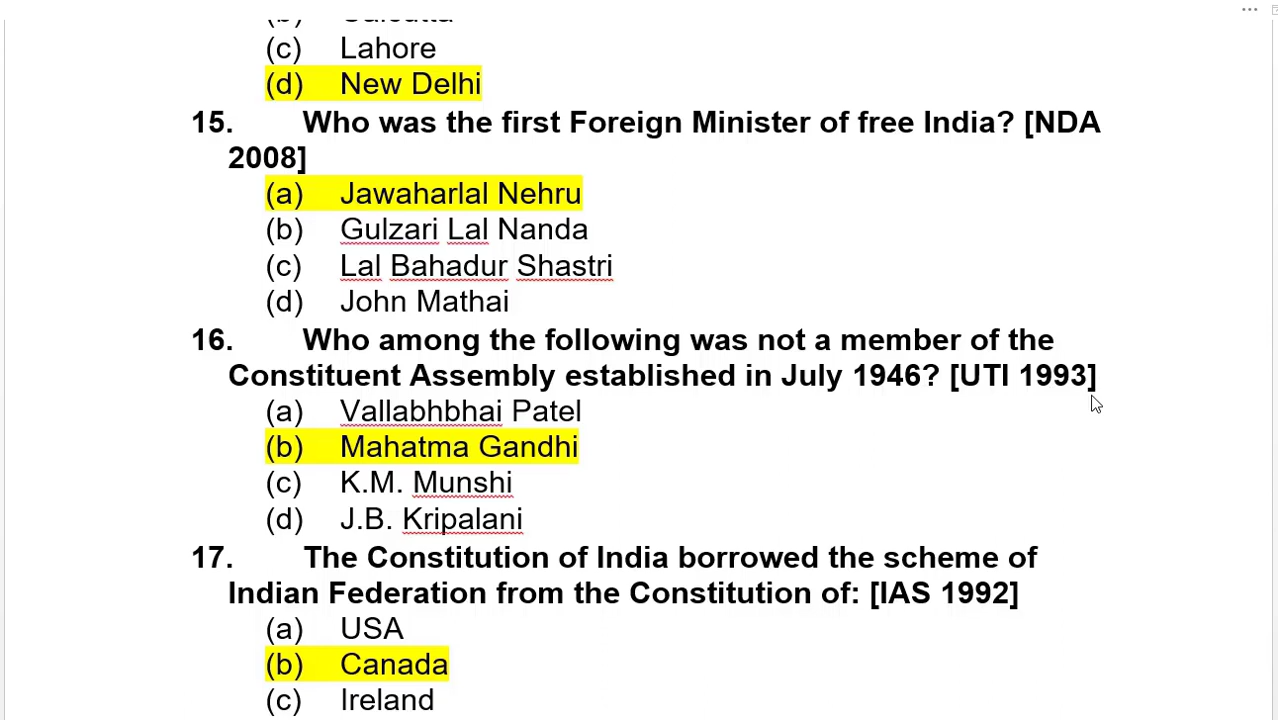 (c) Lahore
(d) New Delhi
15. Who was the first Foreign Minister of free India? [NDA
2008]
(a) Jawaharlal Nehru
(b) Gulzari Lal Nanda
(c) Lal Bahadur Shastri
(d) John Mathai
16. Who among the following was not a member of the
Constituent Assembly established in July 1946? [UTI 1993]
(a) Vallabhbhai Patel
(b) Mahatma Gandhi
(c) K.M. Munshi
(d) J.B. Kripalani
17. The Constitution of India borrowed the scheme of
Indian Federation from the Constitution of: [IAS 1992]
(a) USA
(b) Canada
(c) Ireland